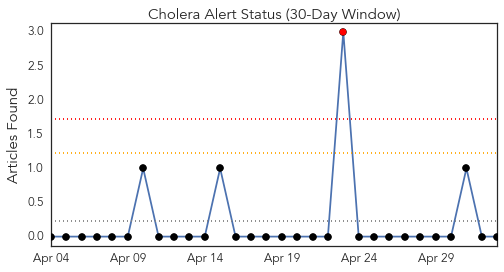 Cholera Alert Status (30-Day Window)
Articles Found
3.0
2.5
2.0
1.5
1.0
0.5
0.0
Apr 04 Apr 09 Apr 14 Apr 19 Apr 24 Apr 29